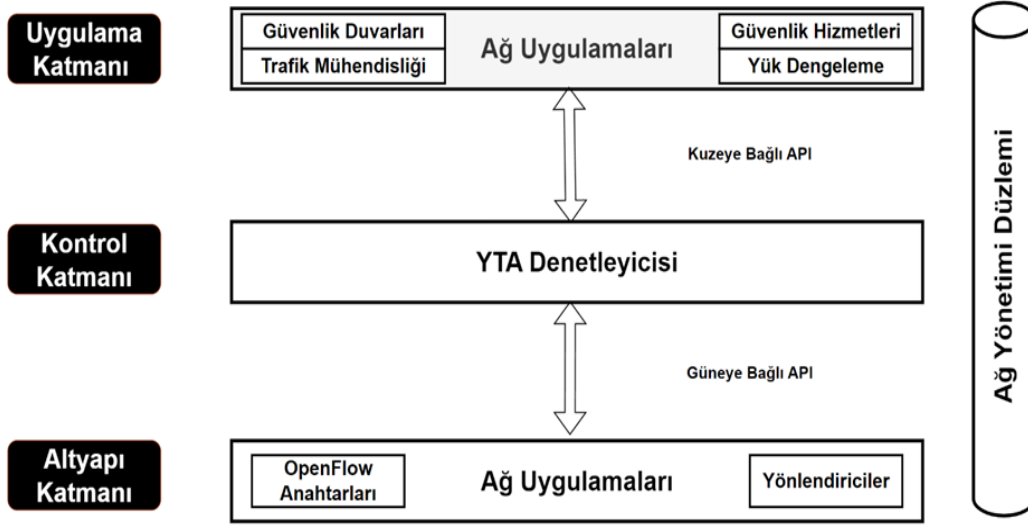 Uygulama
Katmanı
Güvenlik Duvarları
Trafik Mühendisliği
Ağ Uygulamaları
Güvenlik Hizmetleri
Yük Dengeleme
Kuzeye Bağlı API
Kontrol
Katmanı
YTA Denetleyicisi
Güneye Bağlı API
Altyapı
Katmanı
OpenFlow
Anahtarları
Ağ Uygulamaları
Yönlendiriciler
Ağ Yönetimi Düzlemi